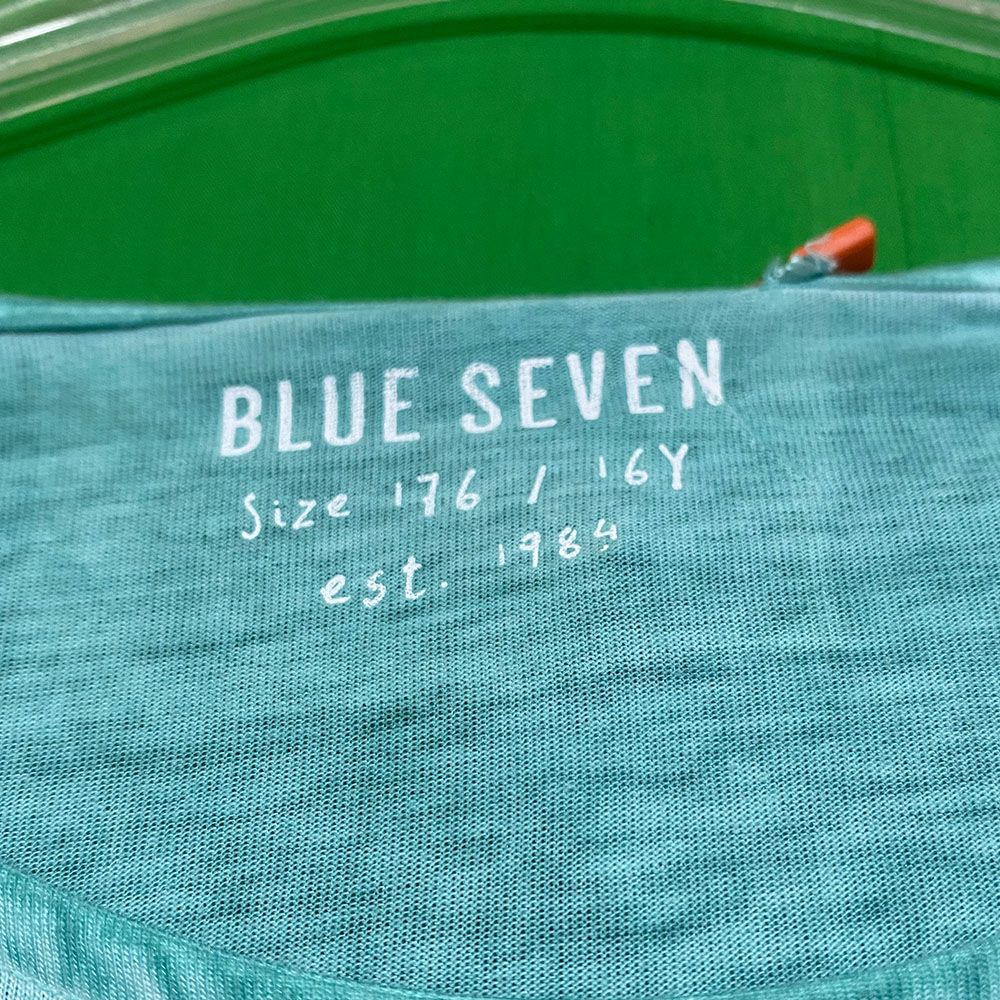 BLUE SEVEN
Size 176 / 16Y
est. 1984